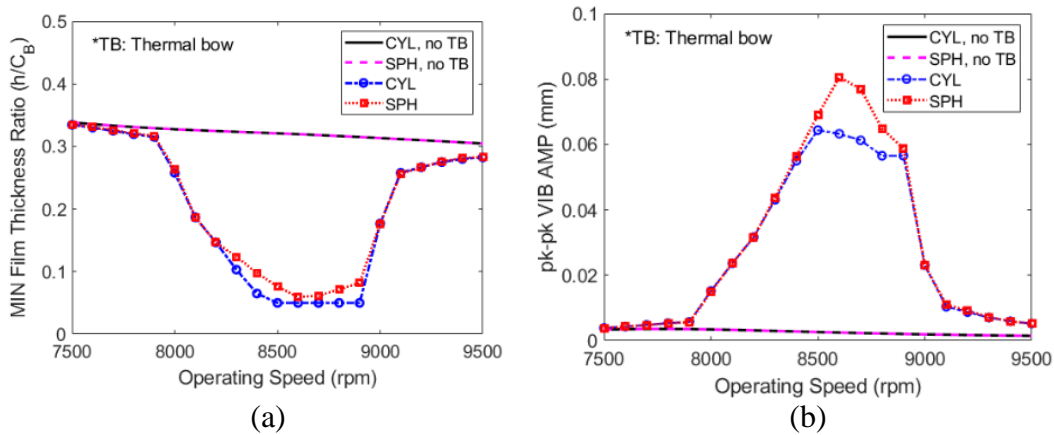 *TB: Thermal bow
CYL, no TB
SPH, no TB
CYL
SPH
MIN Film Thickness Ratio (h/C_B)
0.5
0.4
0.3
0.2
0.1
0
7500
8000
8500
9000
9500
Operating Speed (rpm)
(a)
*TB: Thermal bow
CYL, no TB
SPH, no TB
CYL
SPH
pk-pk VIB AMP (mm)
0.1
0.08
0.06
0.04
0.02
0
7500
8000
8500
9000
9500
Operating Speed (rpm)
(b)